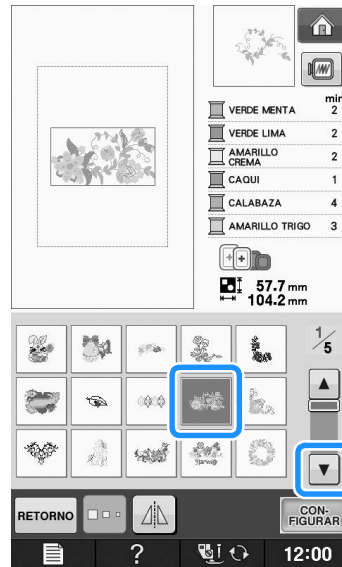 min
VERDE MENTA 2
VERDE LIMA 2
AMARILLO
CREMA 2
CAQUI 1
CALABAZA 4
AMARILLO TRIGO 3
57.7 mm
104.2 mm
1/5
RETORNO
CON-
FIGURAR
?
12:00